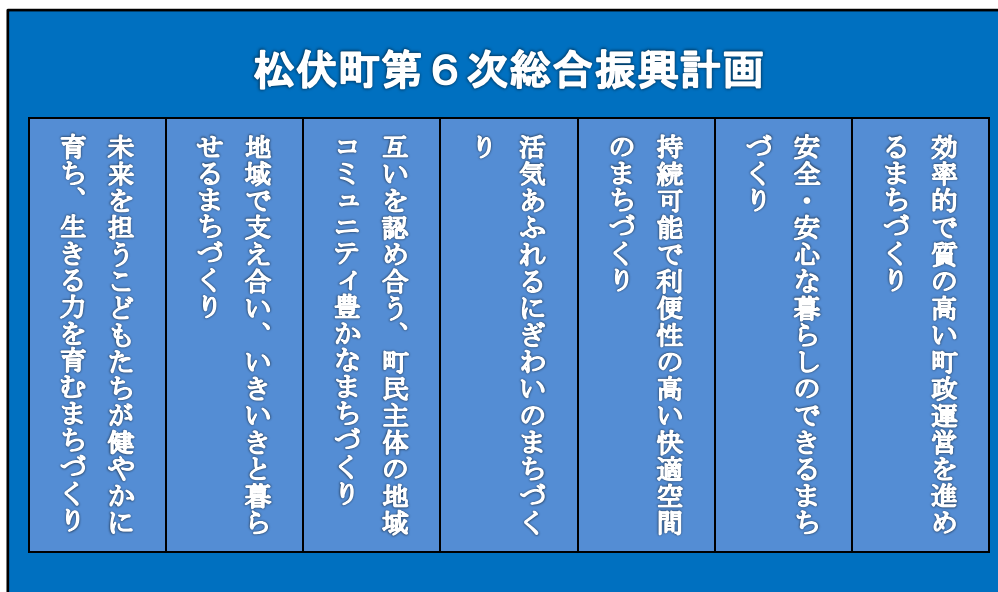 松伏町第６次総合振興計画
効率的で質の高い町政運営を進め
るまちづくり
安全・安心な暮らしのできるまち
づくり
持続可能で利便性の高い快適空間
のまちづくり
活気あふれるにぎわいのまちづく
り
互いを認め合う、町民主体の地域
コミュニティ豊かなまちづくり
地域で支え合い、いきいきと暮ら
せるまちづくり
未来を担うこどもたちが健やかに
育ち、生きる力を育むまちづくり